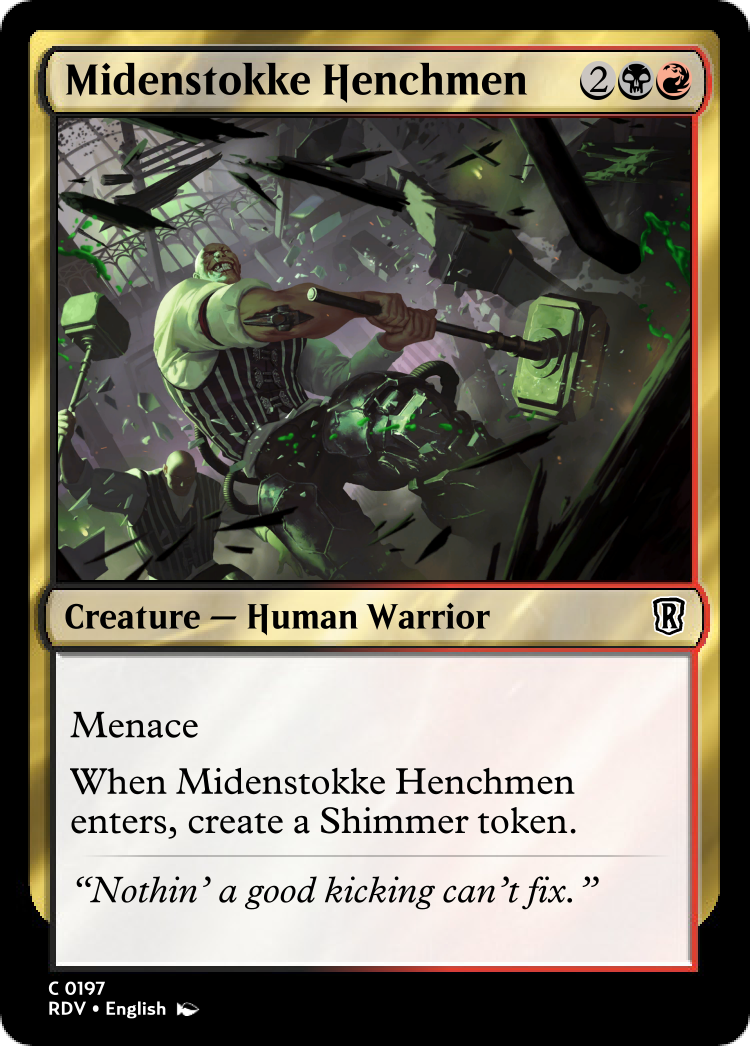 Midenstokke Henchmen 2
Creature — Human Warrior R
Menace
When Midenstokke Henchmen
enters, create a Shimmer token.
“Nothin’ a good kicking can’t fix.”
C 0197
RDV • English